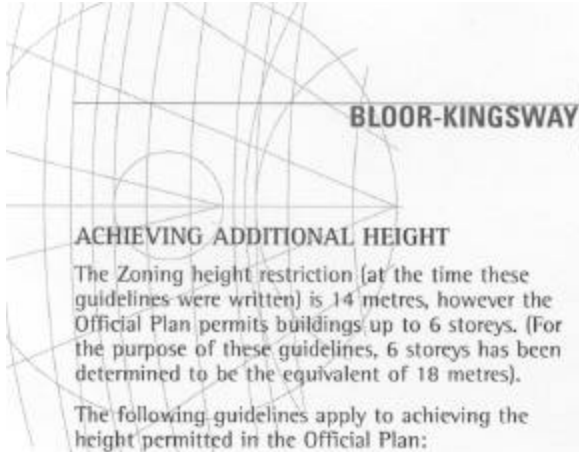 BLOOR-KINGSWAY
ACHIEVING ADDITIONAL HEIGHT
The Zoning height restriction (at the time these
guidelines were written) is 14 metres, however the
Official Plan permits buildings up to 6 storeys. (For
the purpose of these guidelines, 6 storeys has been
determined to be the equivalent of 18 metres).
The following guidelines apply to achieving the
height permitted in the Official Plan: